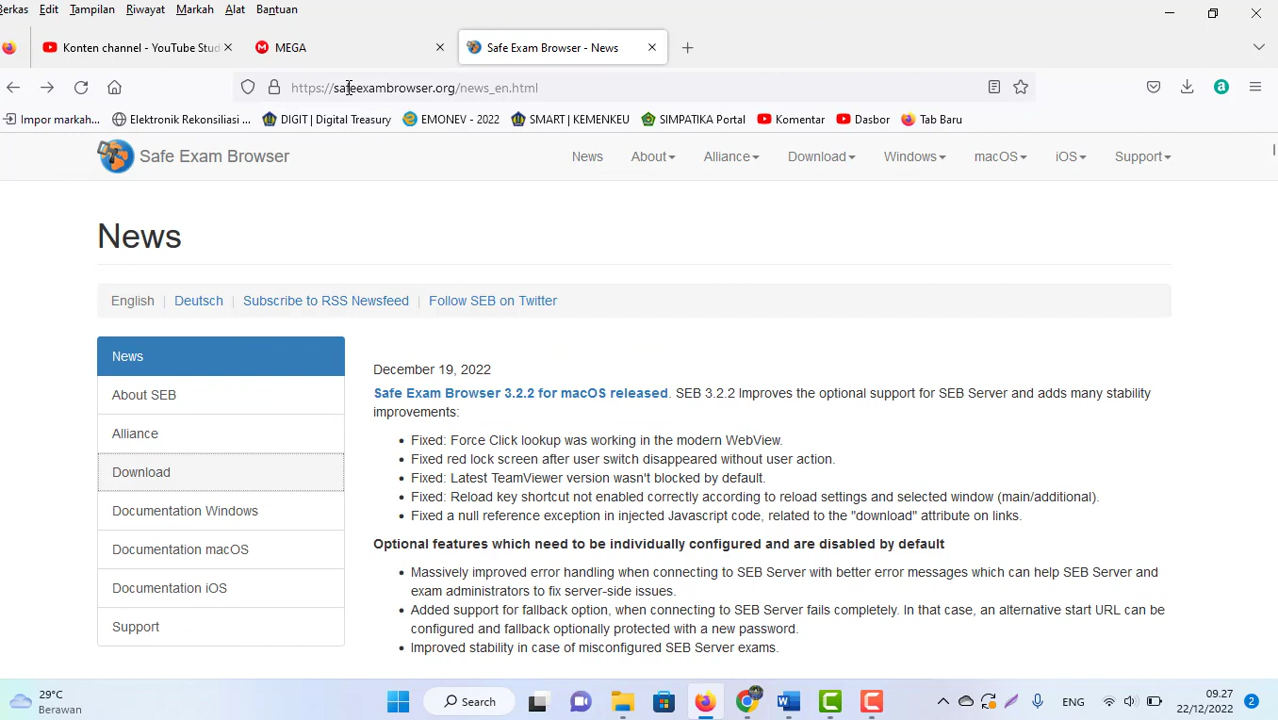 Berkas Edit Tampilan Riwayat Markah Alat Bantuan
Konten channel - YouTube Stud
MEGA
Safe Exam Browser - News
https://safeexambrowser.org/news_en.html
Impor markah... Elektronik Rekonsiliasi ... DIGIT | Digital Treasury EMONEV - 2022 SMART | KEMENKEU SIMPATIKA Portal Komentar Dasbor Tab Baru
Safe Exam Browser News About Alliance Download Windows macOS iOS Support
News
English | Deutsch | Subscribe to RSS Newsfeed | Follow SEB on Twitter
News
About SEB
Alliance
Download
Documentation Windows
Documentation macOS
Documentation iOS
Support
December 19, 2022
Safe Exam Browser 3.2.2 for macOS released. SEB 3.2.2 Improves the optional support for SEB Server and adds many stability
improvements:
• Fixed: Force Click lookup was working in the modern WebView.
• Fixed red lock screen after user switch disappeared without user action.
• Fixed: Latest TeamViewer version wasn't blocked by default.
• Fixed: Reload key shortcut not enabled correctly according to reload settings and selected window (main/additional).
• Fixed a null reference exception in injected Javascript code, related to the "download" attribute on links.
Optional features which need to be individually configured and are disabled by default
• Massively improved error handling when connecting to SEB Server with better error messages which can help SEB Server and
exam administrators to fix server-side issues.
• Added support for fallback option, when connecting to SEB Server fails completely. In that case, an alternative start URL can be
configured and fallback optionally protected with a new password.
• Improved stability in case of misconfigured SEB Server exams.
29°C
Berawan
Search
ENG
09.27
22/12/2022
2